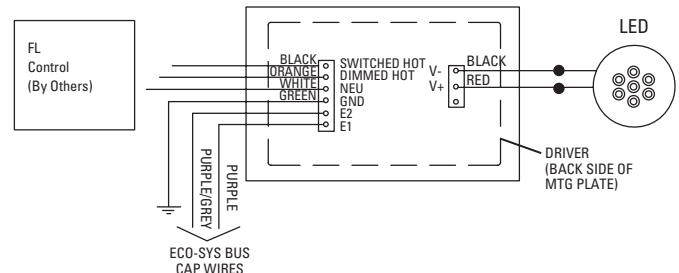 FL
Control
(By Others)
BLACK
ORANGE
WHITE
GREEN
SWITCHED HOT
DIMMED HOT
NEU
GND
E2
E1
V-
V+
BLACK
RED
LED
DRIVER
(BACK SIDE OF
MTG PLATE)
PURPLE/GREY
PURPLE
ECO-SYS BUS
CAP WIRES